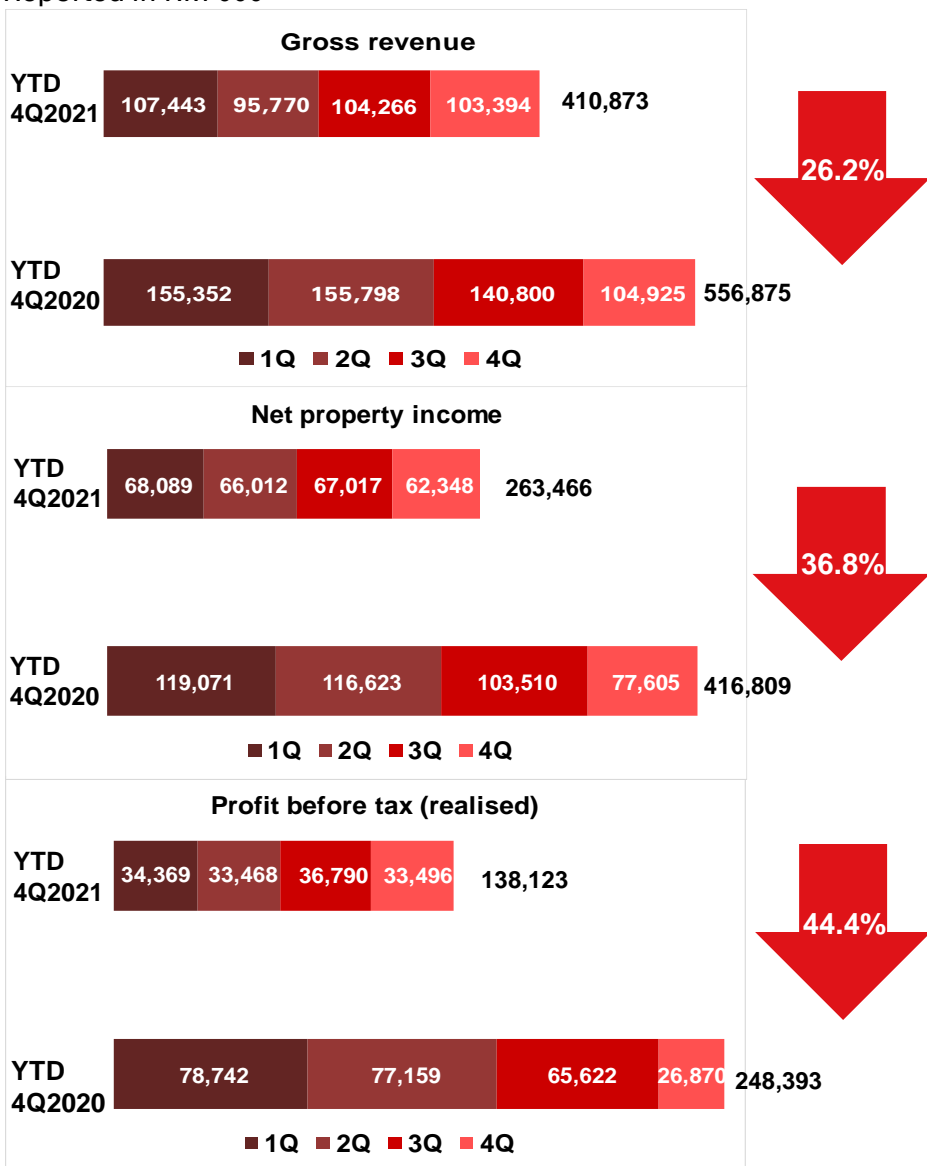 Gross revenue
YTD
4Q2021
107,443 95,770 104,266 103,394 410,873
26.2%
YTD
4Q2020
155,352 155,798 140,800 104,925 556,875
1Q 2Q 3Q 4Q
Net property income
YTD
4Q2021
68,089 66,012 67,017 62,348 263,466
36.8%
YTD
4Q2020
119,071 116,623 103,510 77,605 416,809
1Q 2Q 3Q 4Q
Profit before tax (realised)
YTD
4Q2021
34,369 33,468 36,790 33,496 138,123
44.4%
YTD
4Q2020
78,742 77,159 65,622 26,870 248,393
1Q 2Q 3Q 4Q